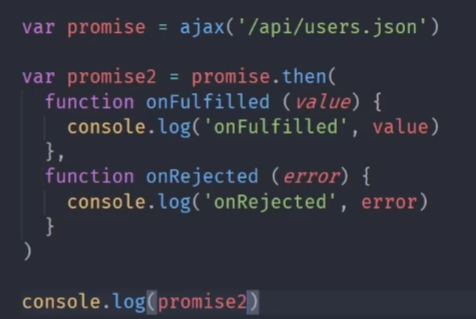 var promise = ajax('/api/users.json')
var promise2 = promise.then(
function onFulfilled (value) {
console.log('onFulfilled', value)
},
function onRejected (error) {
console.log('onRejected', error)
}
)
console.log(promise2)